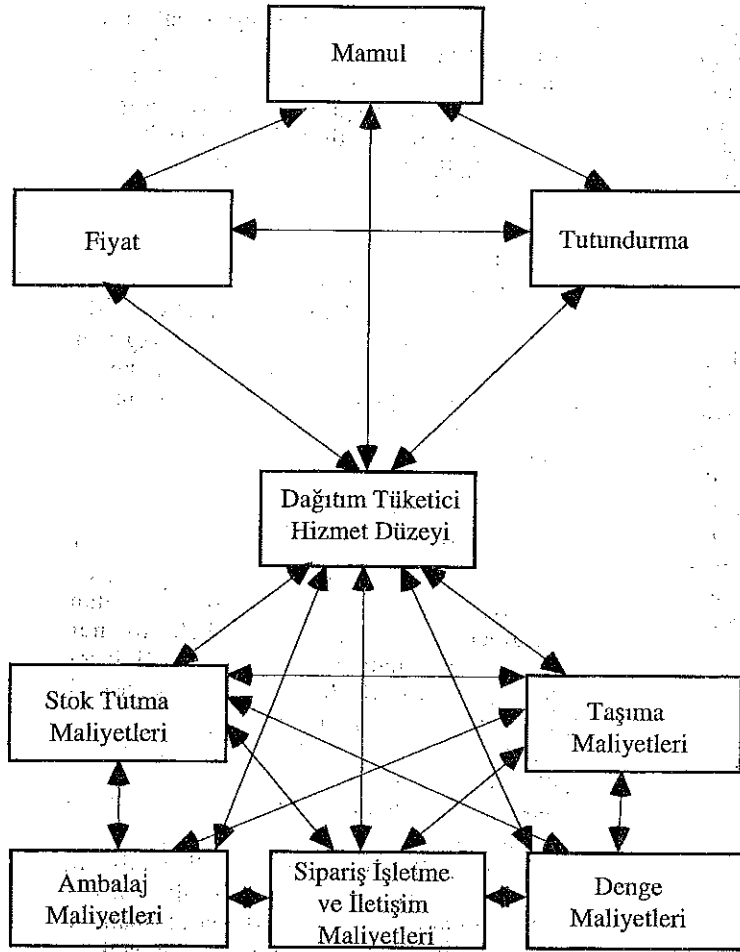 Mamul
Fiyat
Tutundurma
Dağıtım Tüketici
Hizmet Düzeyi
Stok Tutma
Maliyetleri
Taşıma
Maliyetleri
Ambalaj
Maliyetleri
Sipariş İşletme
ve İletişim
Maliyetleri
Denge
Maliyetleri